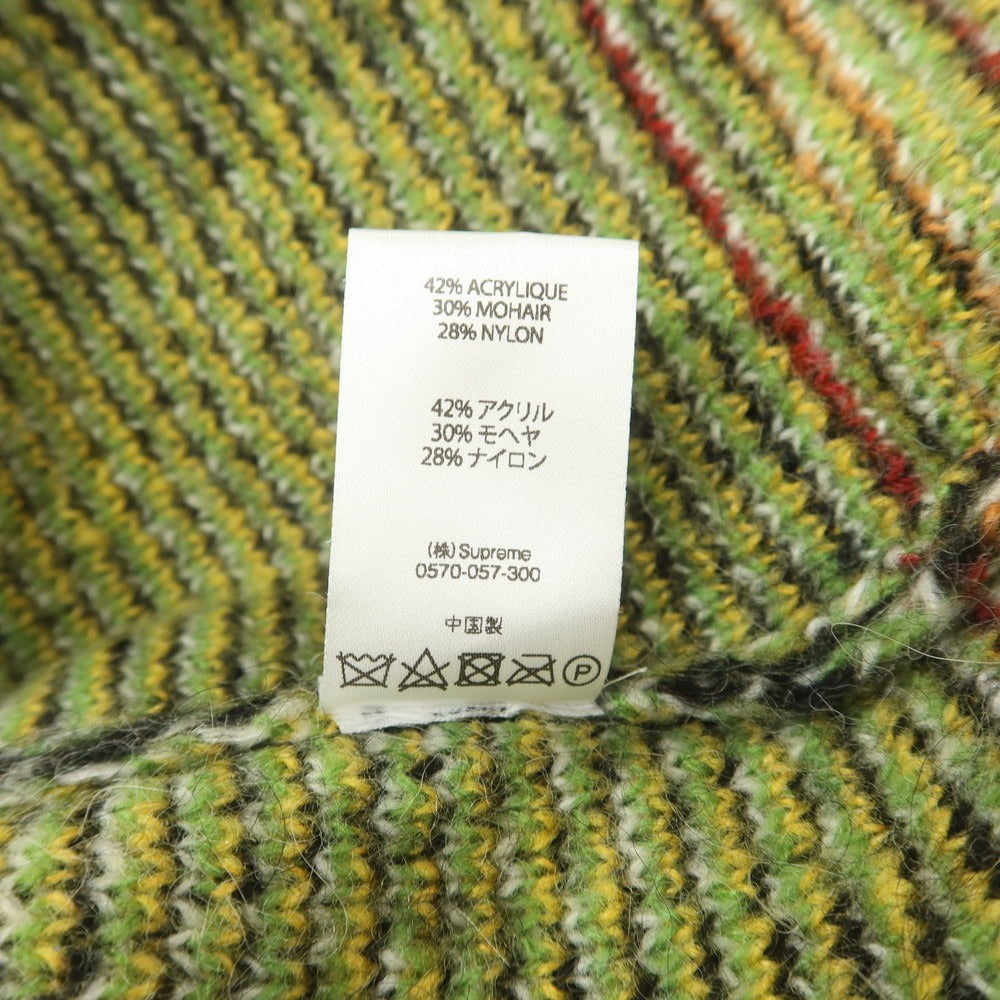 42% ACRYLIQUE
30% MOHAIR
28% NYLON
42% アクリル
30% モヘヤ
28% ナイロン
(株) Supreme
0570-057-300
中国製
P